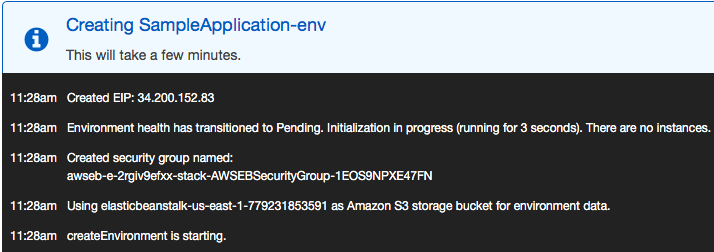 Creating SampleApplication-env
This will take a few minutes.
11:28am Created EIP: 34.200.152.83
11:28am Environment health has transitioned to Pending. Initialization in progress (running for 3 seconds). There are no instances.
11:28am Created security group named:
awseb-e-2rgiv9efxx-stack-AWSEBSecurityGroup-1EOS9NPXE47FN
11:28am Using elasticbeanstalk-us-east-1-779231853591 as Amazon S3 storage bucket for environment data.
11:28am createEnvironment is starting.